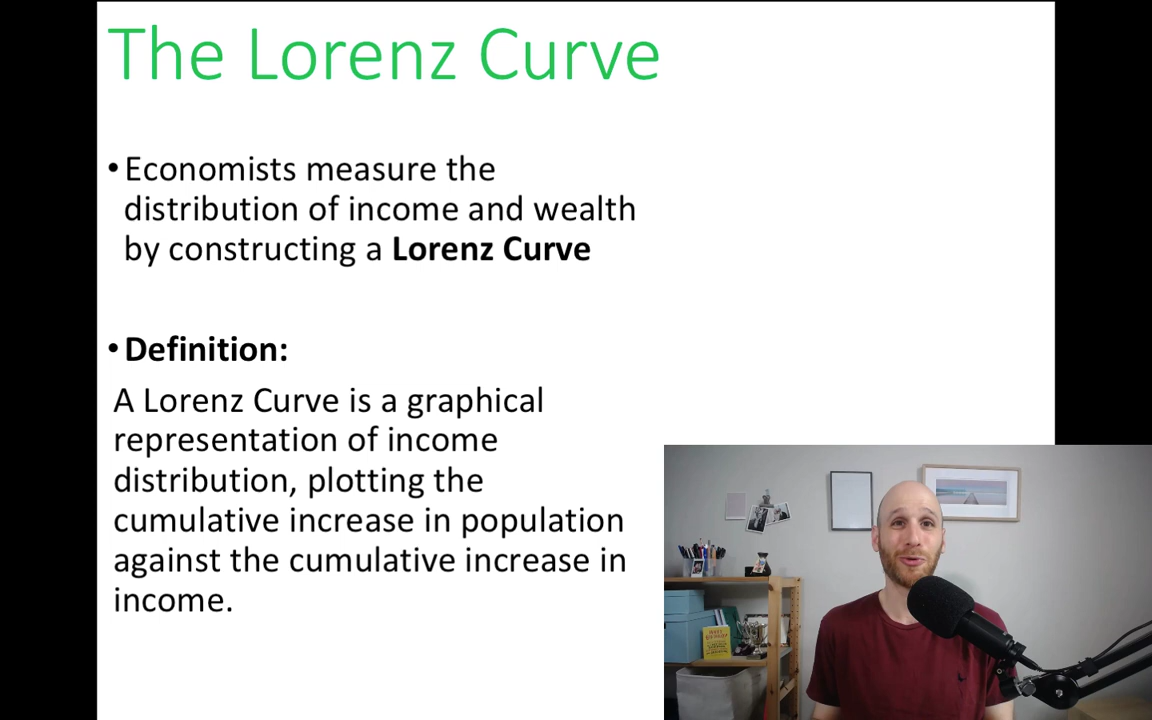 The Lorenz Curve
• Economists measure the
distribution of income and wealth
by constructing a Lorenz Curve
• Definition:
A Lorenz Curve is a graphical
representation of income
distribution, plotting the
cumulative increase in population
against the cumulative increase in
income.